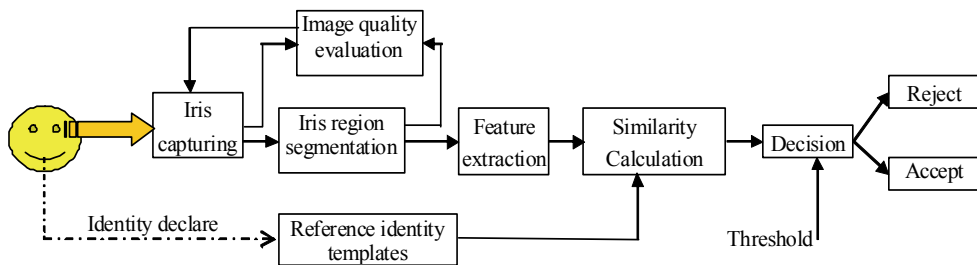 Image quality
evaluation
Iris
capturing
Iris region
segmentation
Feature
extraction
Similarity
Calculation
Decision
Reject
Accept
Identity declare
Reference identity
templates
Threshold